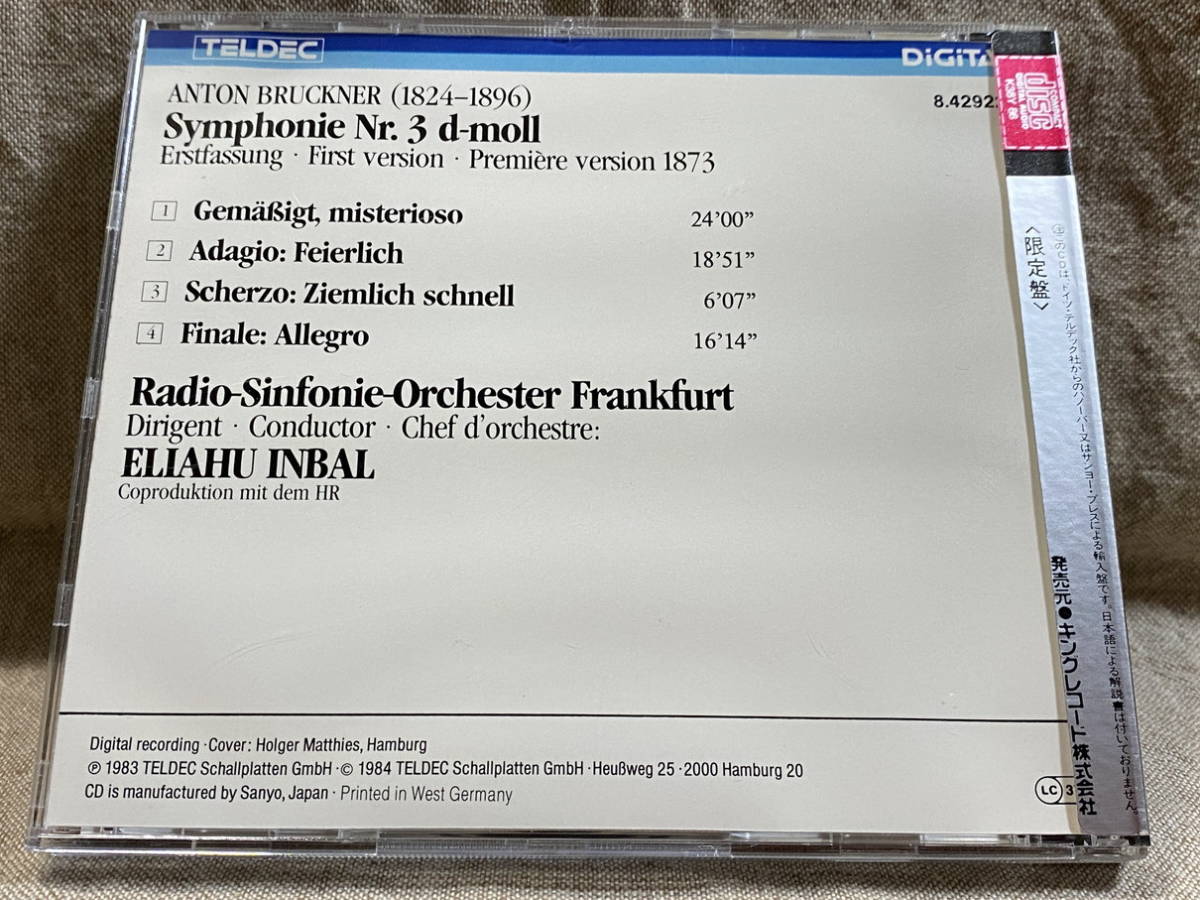 TELDEC
DiGiTA
ANTON BRUCKNER (1824–1896)
8.4292
Symphonie Nr. 3 d-moll
Erstfassung · First version · Première version 1873
1 Gemäßigt, misterioso 24’00”
2 Adagio: Feierlich 18’51”
3 Scherzo: Ziemlich schnell 6’07”
4 Finale: Allegro 16’14”
Radio-Sinfonie-Orchester Frankfurt
Dirigent · Conductor · Chef d’orchestre:
ELIAHU INBAL
Coproduktion mit dem HR
Digital recording · Cover: Holger Matthies, Hamburg
℗ 1983 TELDEC Schallplatten GmbH · © 1984 TELDEC Schallplatten GmbH · Heußweg 25 · 2000 Hamburg 20
CD is manufactured by Sanyo, Japan · Printed in West Germany
LC 3
COMPACT
disc
DIGITAL AUDIO
K38Y 86
〈限定盤〉
このCDは、ドイツ・テルデック社からのハノーバー又はサンヨー・プレスによる輸入盤です。日本語による解説書は付いておりません。
発売元●キングレコード株式会社